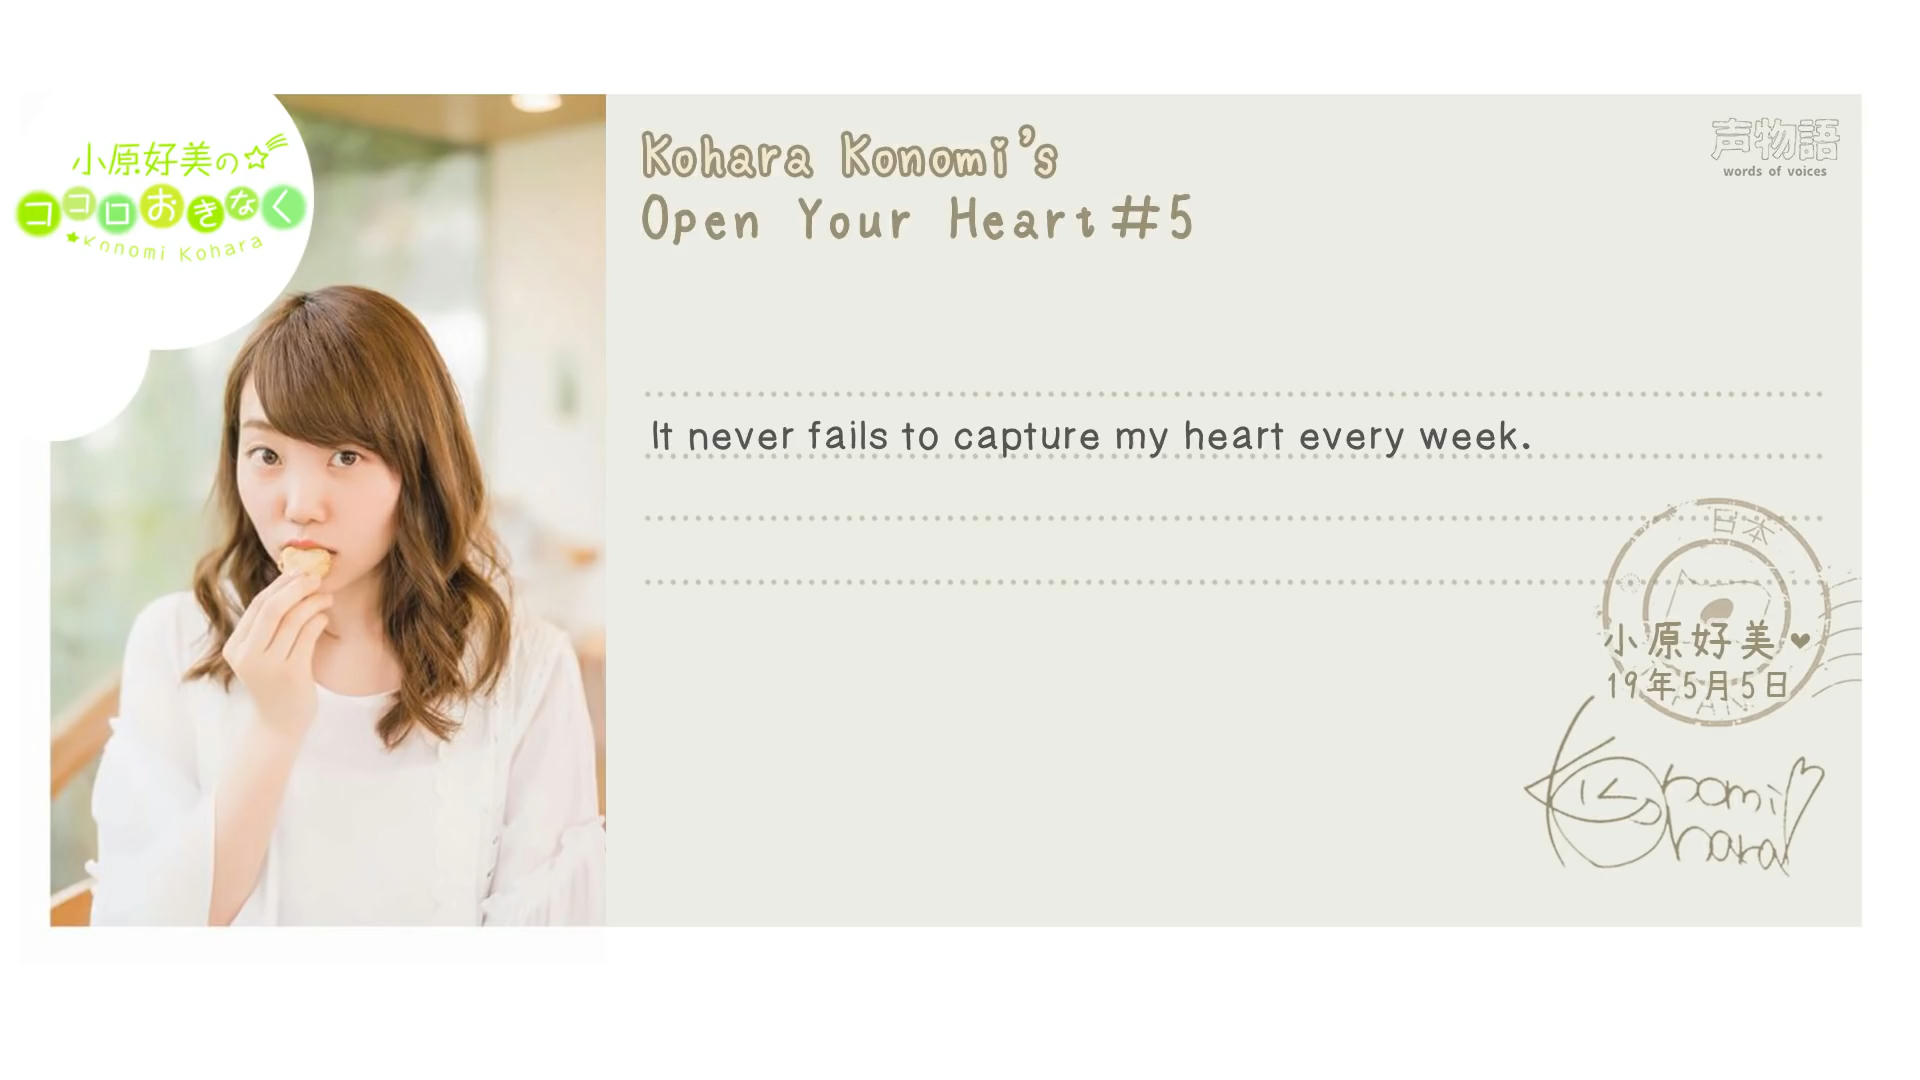 小原好美の☆
ココロおきなく
★Konomi Kohara
Kohara Konomi's
Open Your Heart#5
声物語
words of voices
It never fails to capture my heart every week.
日本
小原好美❤
19年5月5日
Konomi
Kohara